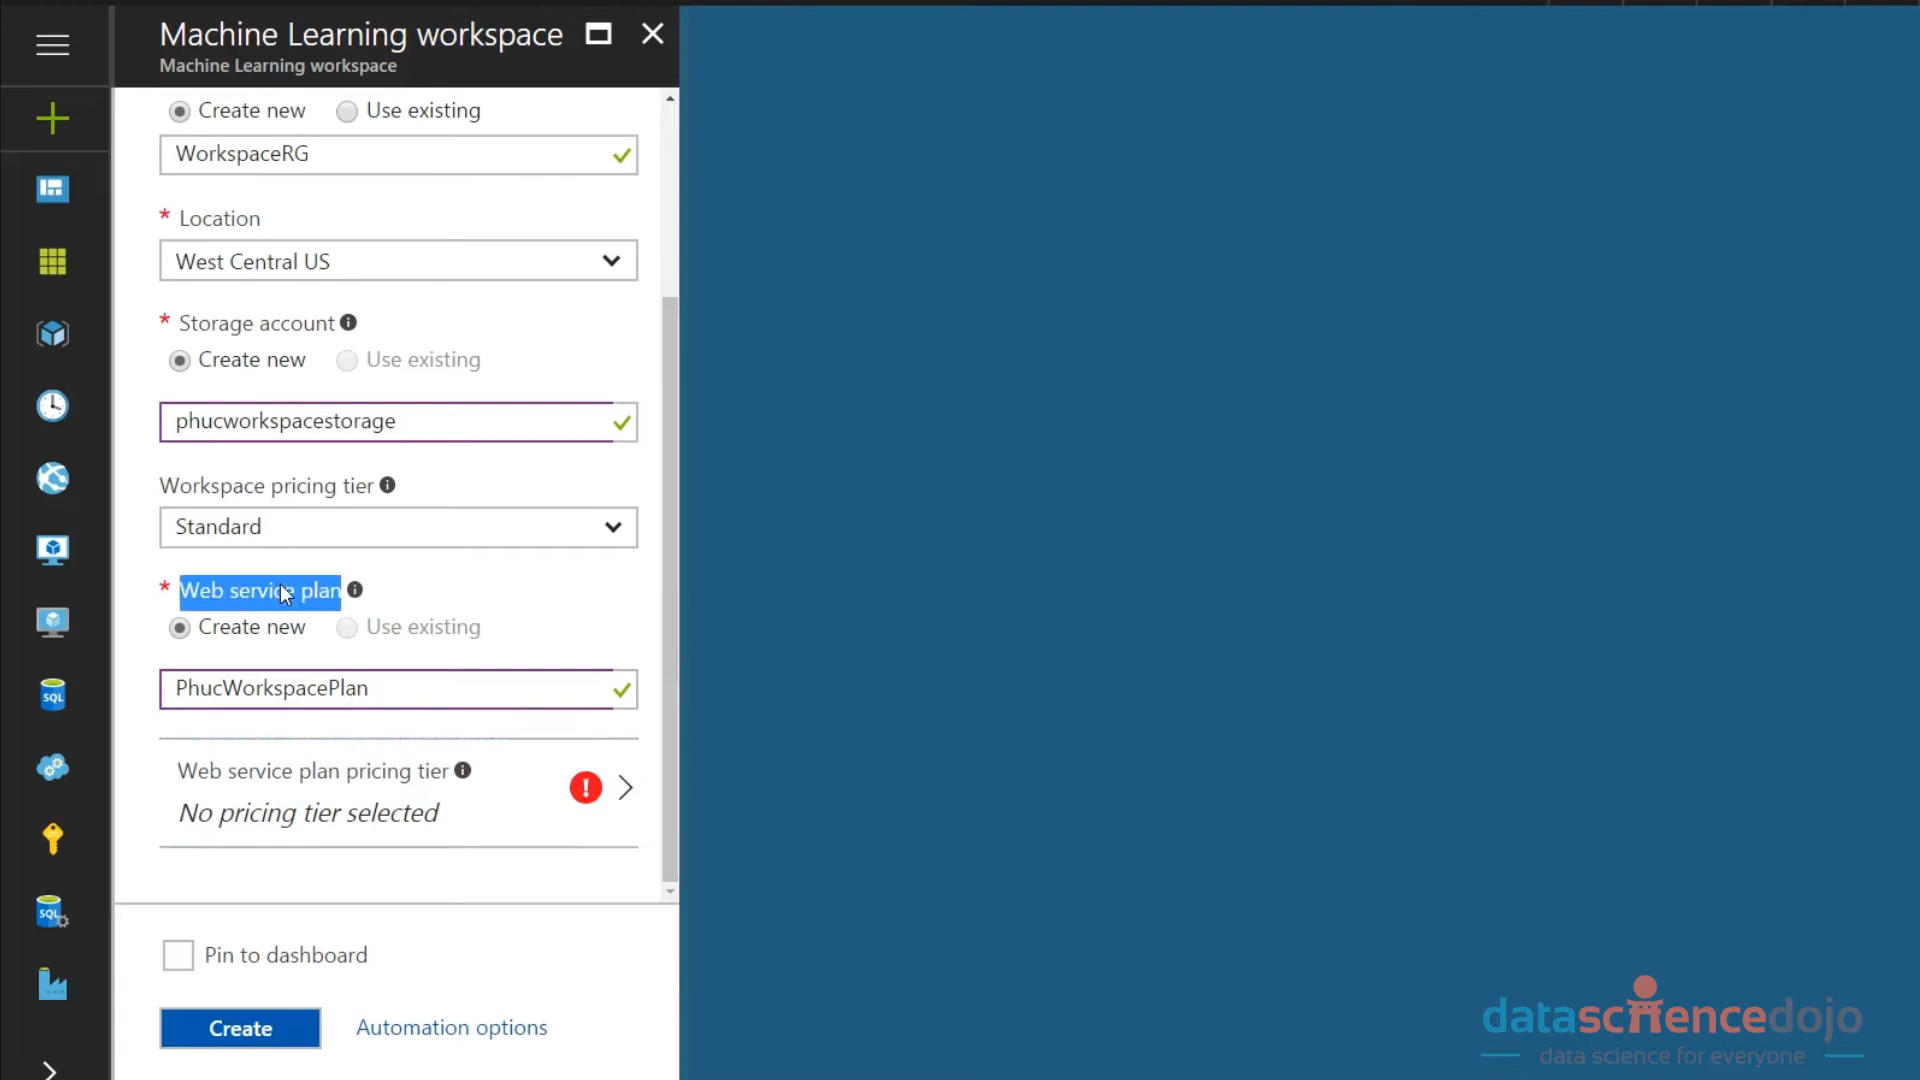 Machine Learning workspace
Machine Learning workspace
Create new Use existing
WorkspaceRG
* Location
West Central US
* Storage account
Create new Use existing
phucworkspacestorage
Workspace pricing tier
Standard
* Web service plan
Create new Use existing
PhucWorkspacePlan
Web service plan pricing tier
No pricing tier selected
Pin to dashboard
Create Automation options
SQL
SQL
datasciencedojo
data science for everyone